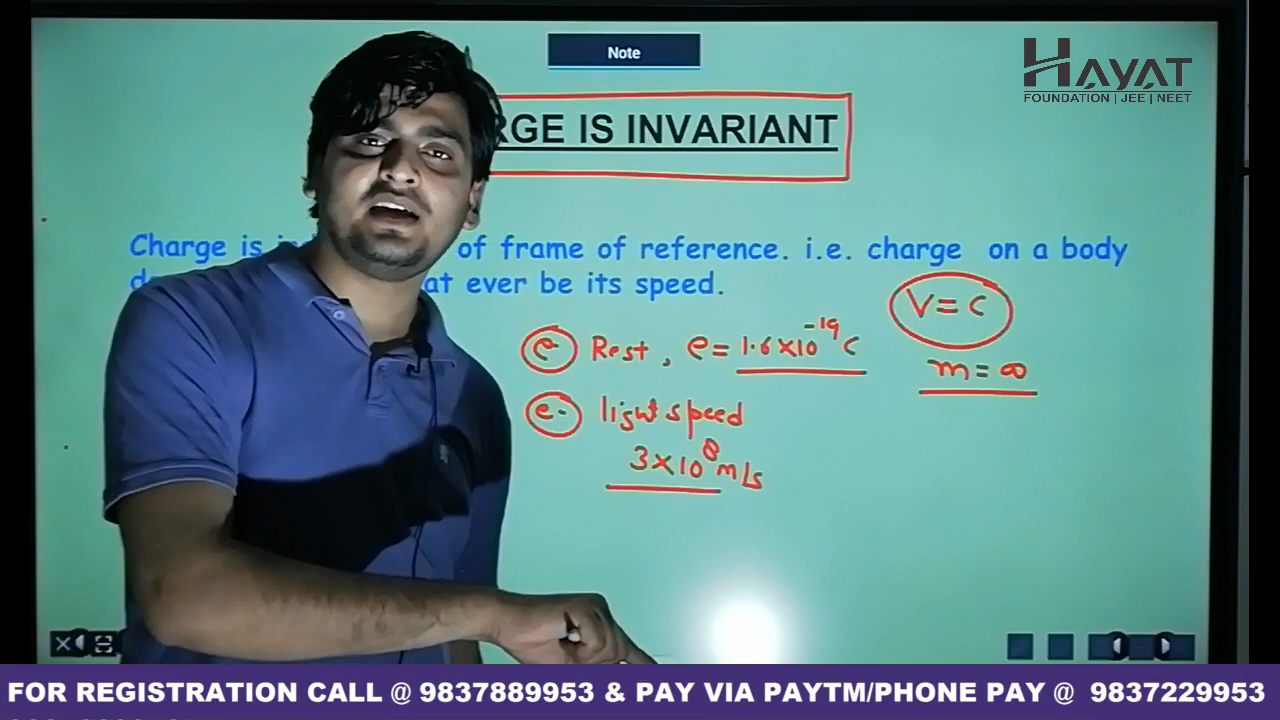 Note
HAYAT
FOUNDATION | JEE | NEET
IS INVARIANT
Charge is of frame of reference. i.e. charge on a body
ever be its speed.
V = c
e- Rest, e = 1.6×10⁻¹⁹ C
m = ∞
e- light speed
3×10⁸ m/s
FOR REGISTRATION CALL @ 9837889953 & PAY VIA PAYTM/PHONE PAY @ 9837229953